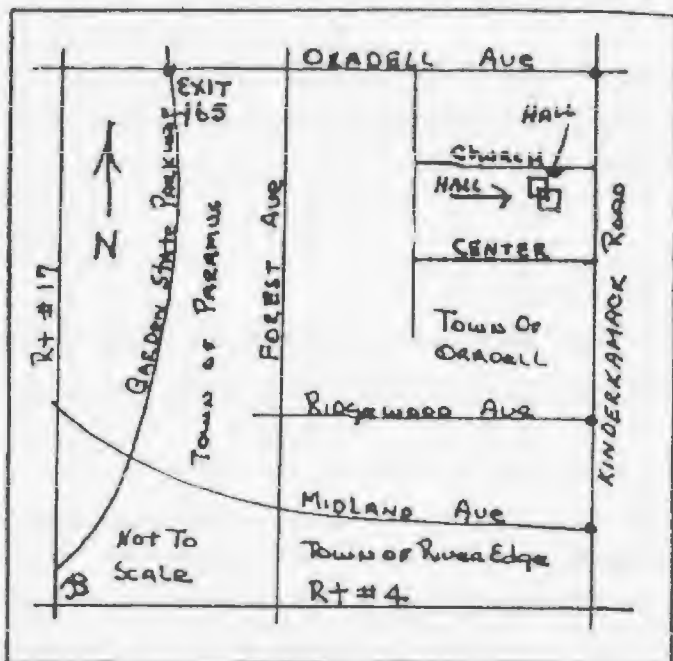 ORADELL AVE
EXIT
165
HALL
CHURCH
HALL
N
CENTER
Rt #17
GARDEN STATE PARKWAY
TOWN OF PARAMUS
FOREST AVE
KINDERKAMACK ROAD
TOWN OF
ORADELL
RIDGEWOOD AVE
MIDLAND AVE
NOT TO
SCALE
TOWN OF RIVER EDGE
Rt #4